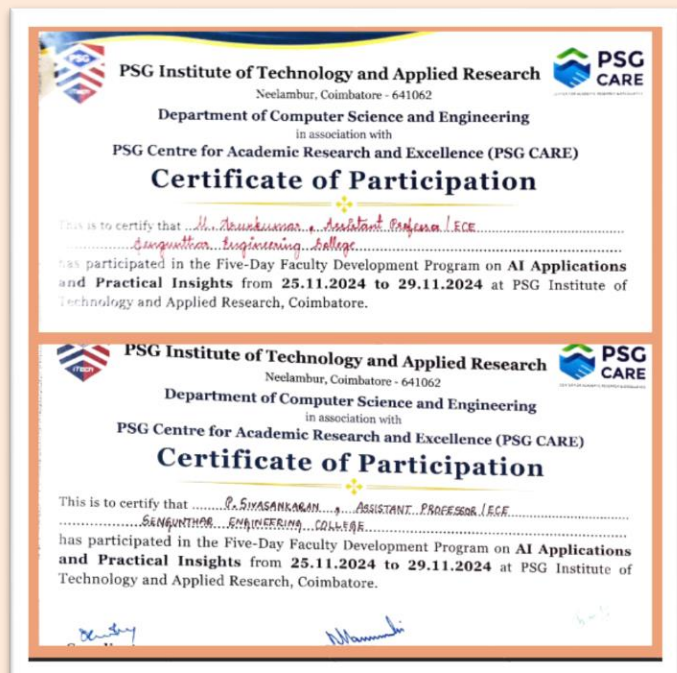 PSG
iTech
PSG Institute of Technology and Applied Research
PSG
CARE
Neelambur, Coimbatore - 641062
Department of Computer Science and Engineering
in association with
PSG Centre for Academic Research and Excellence (PSG CARE)
Certificate of Participation
This is to certify that M. Arunkumar, Assistant Professor / ECE
Sengunthar Engineering College
has participated in the Five-Day Faculty Development Program on AI Applications
and Practical Insights from 25.11.2024 to 29.11.2024 at PSG Institute of
Technology and Applied Research, Coimbatore.
iTech
PSG Institute of Technology and Applied Research
PSG
CARE
Neelambur, Coimbatore - 641062
Department of Computer Science and Engineering
in association with
PSG Centre for Academic Research and Excellence (PSG CARE)
Certificate of Participation
This is to certify that P. SIVASANKARAN, ASSISTANT PROFESSOR / ECE
SENGUNTHAR ENGINEERING COLLEGE
has participated in the Five-Day Faculty Development Program on AI Applications
and Practical Insights from 25.11.2024 to 29.11.2024 at PSG Institute of
Technology and Applied Research, Coimbatore.